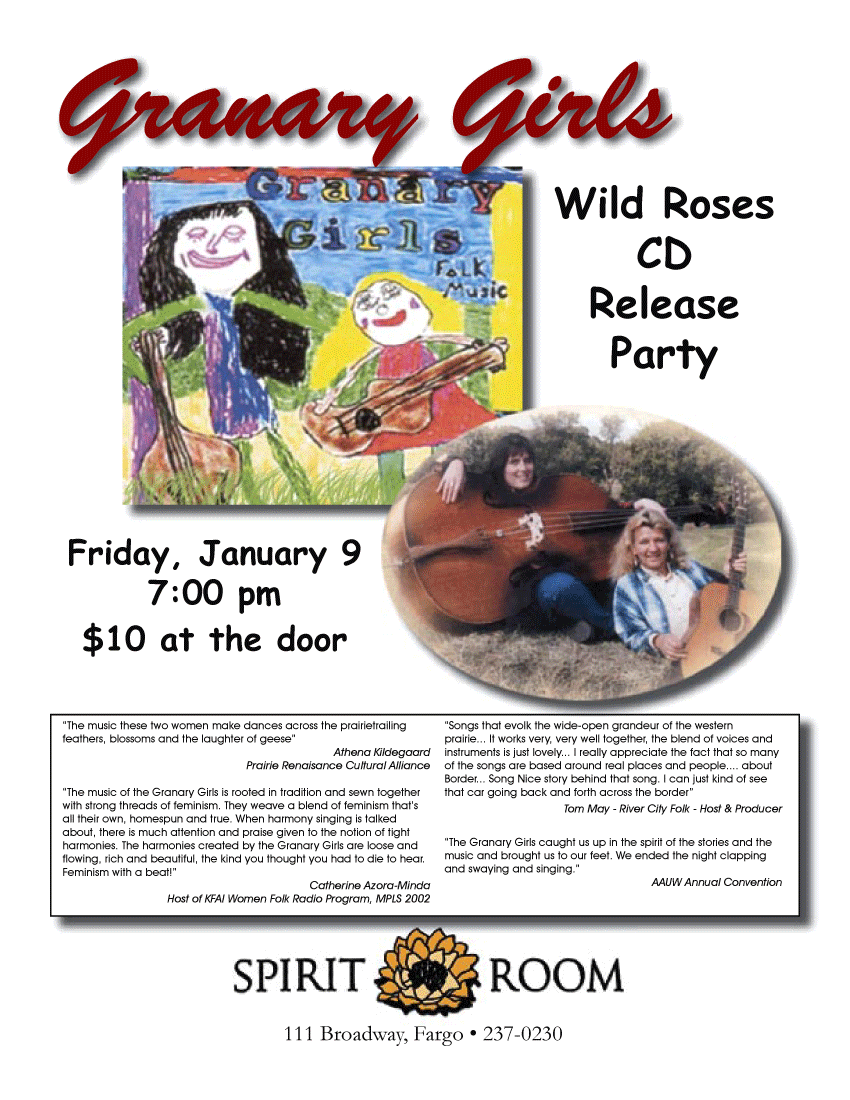 Granary Girls
Granary
Girls
Folk
Music
Wild Roses
CD
Release
Party
Friday, January 9
7:00 pm
$10 at the door
"The music these two women make dances across the prairietrailing
feathers, blossoms and the laughter of geese"
Athena Kildegaard
Prairie Renaisance Cultural Alliance
"The music of the Granary Girls is rooted in tradition and sewn together
with strong threads of feminism. They weave a blend of feminism that's
all their own, homespun and true. When harmony singing is talked
about, there is much attention and praise given to the notion of tight
harmonies. The harmonies created by the Granary Girls are loose and
flowing, rich and beautiful, the kind you thought you had to die to hear.
Feminism with a beat!"
Catherine Azora-Minda
Host of KFAI Women Folk Radio Program, MPLS 2002
"Songs that evolk the wide-open grandeur of the western
prairie... It works very, very well together, the blend of voices and
instruments is just lovely... I really appreciate the fact that so many
of the songs are based around real places and people.... about
Border... Song Nice story behind that song. I can just kind of see
that car going back and forth across the border"
Tom May - River City Folk - Host & Producer
"The Granary Girls caught us up in the spirit of the stories and the
music and brought us to our feet. We ended the night clapping
and swaying and singing."
AAUW Annual Convention
SPIRIT ROOM
111 Broadway, Fargo • 237-0230